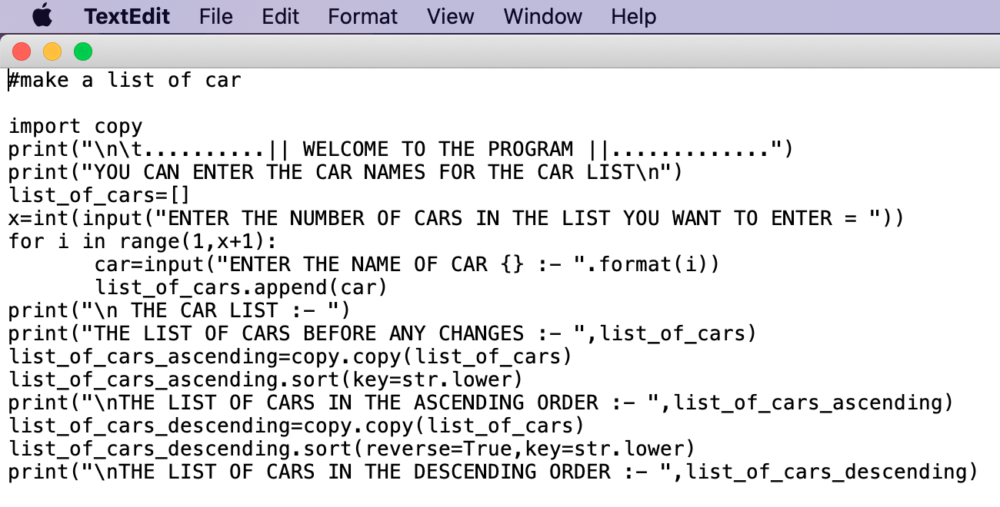 TextEdit File Edit Format View Window Help
#make a list of car
import copy
print("\n\t..........|| WELCOME TO THE PROGRAM ||.............")
print("YOU CAN ENTER THE CAR NAMES FOR THE CAR LIST\n")
list_of_cars=[]
x=int(input("ENTER THE NUMBER OF CARS IN THE LIST YOU WANT TO ENTER = "))
for i in range(1,x+1):
       car=input("ENTER THE NAME OF CAR {} :- ".format(i))
       list_of_cars.append(car)
print("\n THE CAR LIST :- ")
print("THE LIST OF CARS BEFORE ANY CHANGES :- ",list_of_cars)
list_of_cars_ascending=copy.copy(list_of_cars)
list_of_cars_ascending.sort(key=str.lower)
print("\nTHE LIST OF CARS IN THE ASCENDING ORDER :- ",list_of_cars_ascending)
list_of_cars_descending=copy.copy(list_of_cars)
list_of_cars_descending.sort(reverse=True,key=str.lower)
print("\nTHE LIST OF CARS IN THE DESCENDING ORDER :- ",list_of_cars_descending)